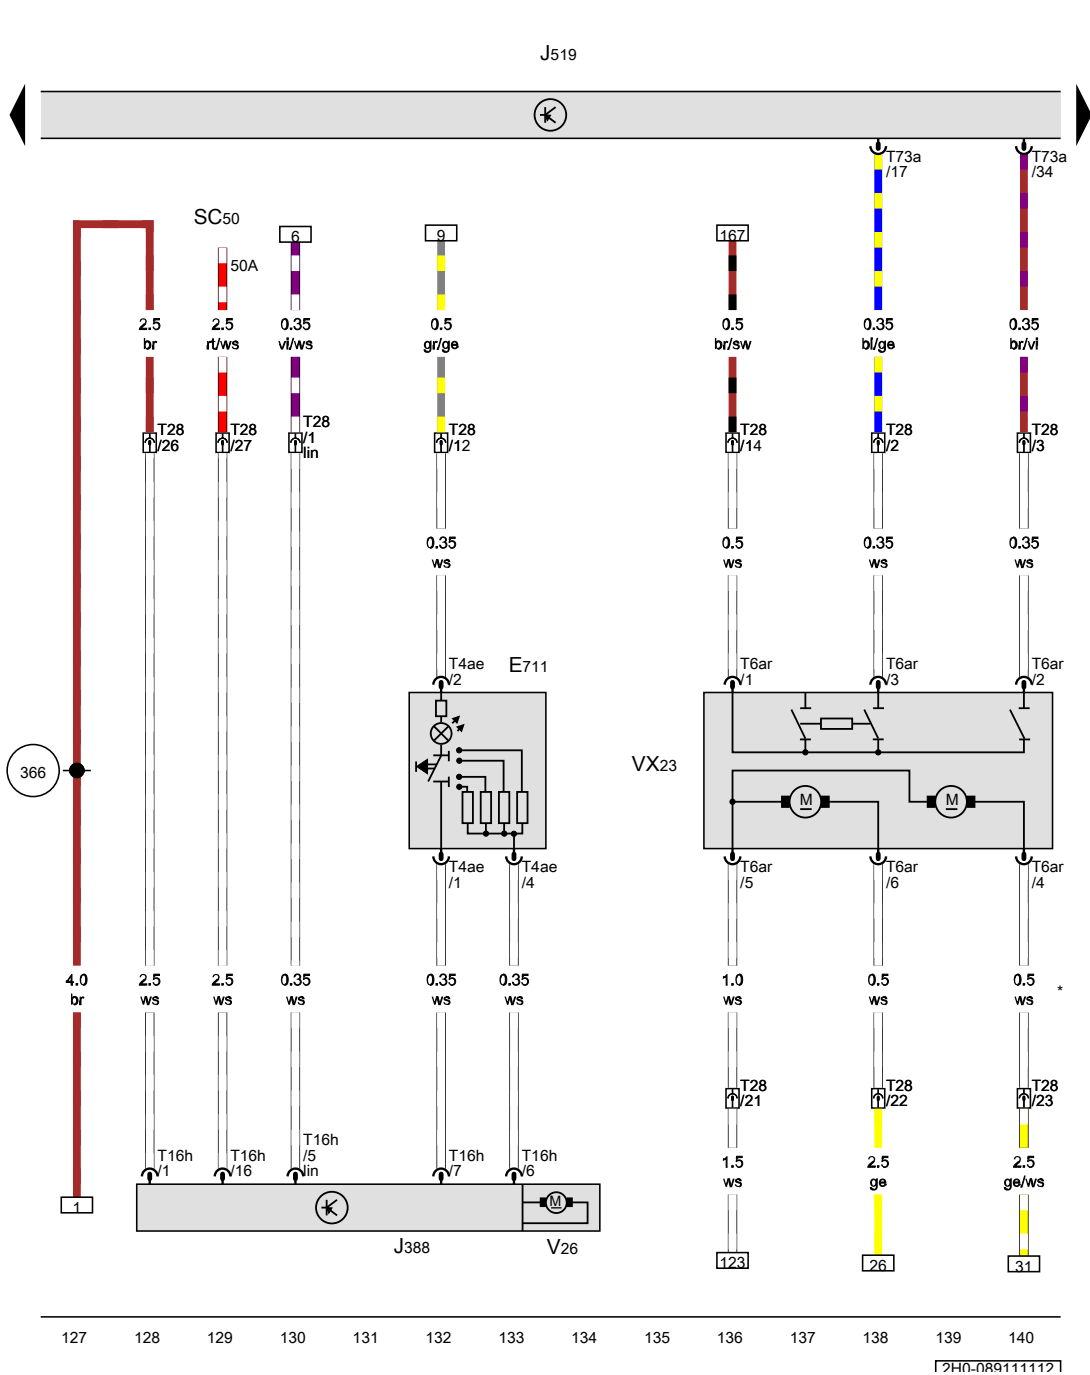 J519
T73a
/17
T73a
/34
SC50
50A
6
9
167
2.5
br
2.5
rt/ws
0.35
vi/ws
0.5
gr/ge
0.5
br/sw
0.35
bl/ge
0.35
br/vi
T28
/26
T28
/27
T28
/1
lin
T28
/12
T28
/14
T28
/2
T28
/3
0.35
ws
0.5
ws
0.35
ws
0.35
ws
T4ae
/2
E711
T6ar
/1
T6ar
/3
T6ar
/2
366
VX23
M
M
T4ae
/1
T4ae
/4
T6ar
/5
T6ar
/6
T6ar
/4
4.0
br
2.5
ws
2.5
ws
0.35
ws
0.35
ws
0.35
ws
1.0
ws
0.5
ws
0.5
ws
*
T28
/21
T28
/22
T28
/23
T16h
/1
T16h
/16
T16h
/5
lin
T16h
/7
T16h
/6
1.5
ws
2.5
ge
2.5
ge/ws
1
M
J388
V26
123
26
31
127 128 129 130 131 132 133 134 135 136 137 138 139 140
2H0-089111112